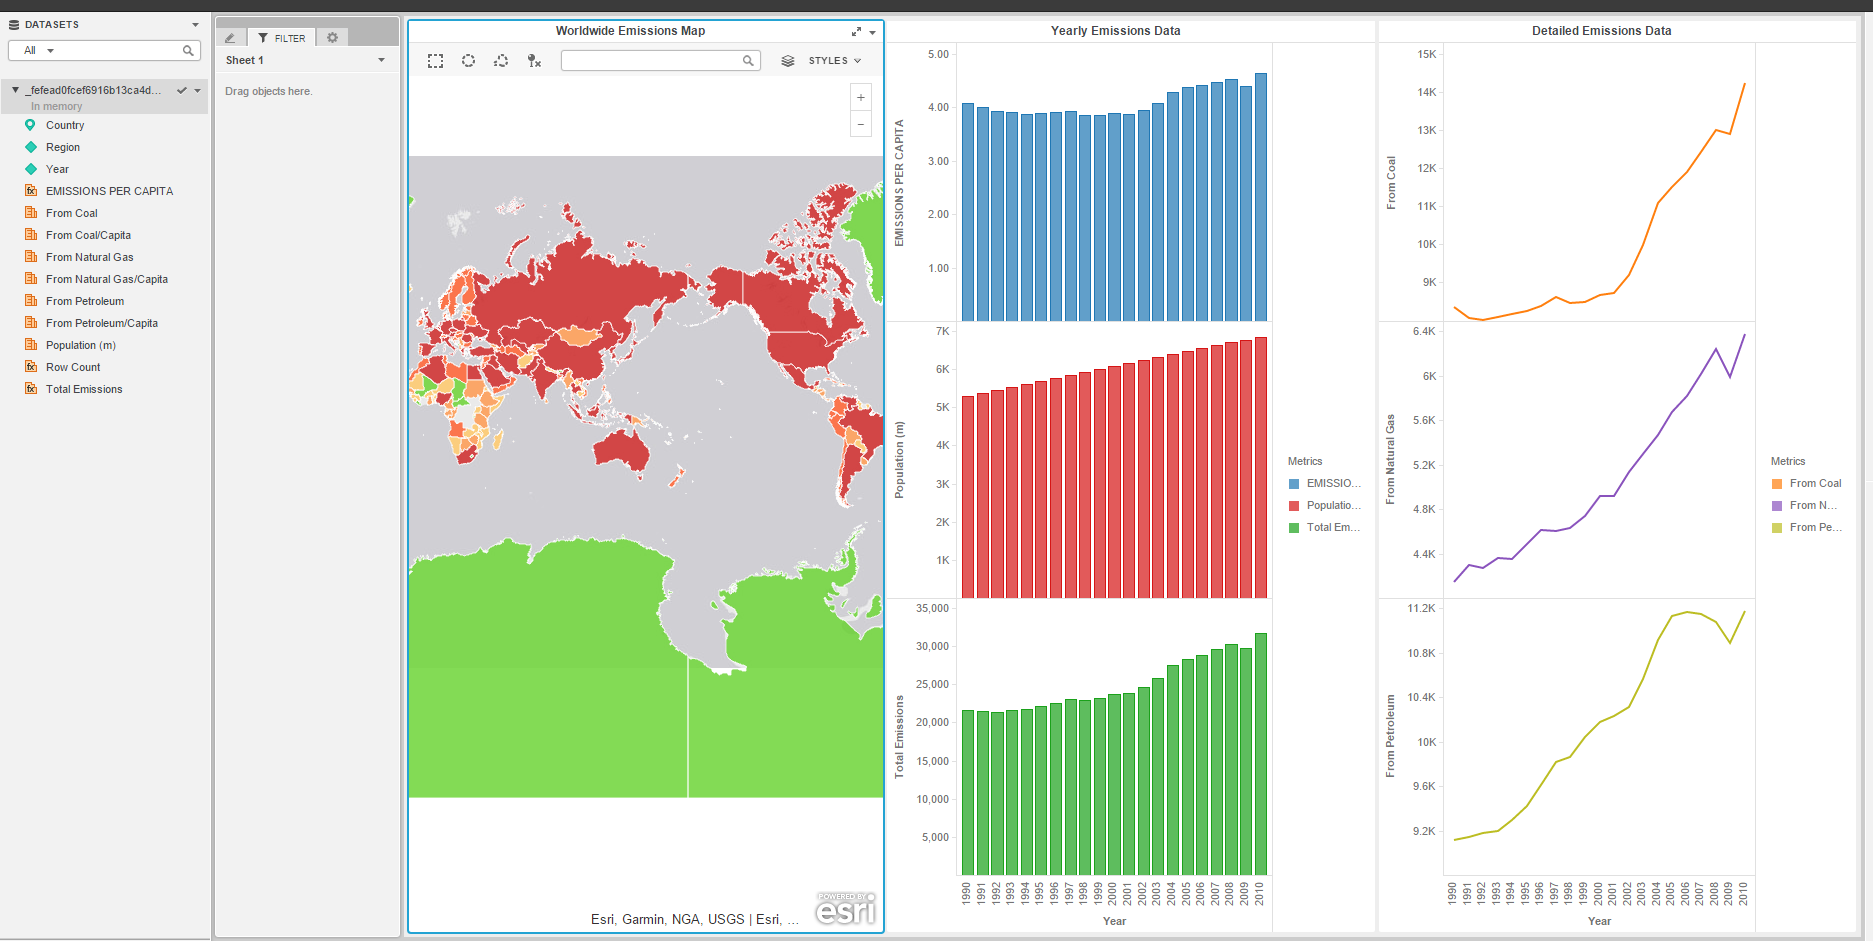 DATASETS
All
_fefead0fcef6916b13ca4d...
In memory
Country
Region
Year
EMISSIONS PER CAPITA
From Coal
From Coal/Capita
From Natural Gas
From Natural Gas/Capita
From Petroleum
From Petroleum/Capita
Population (m)
Row Count
Total Emissions
FILTER
Sheet 1
Drag objects here.
Worldwide Emissions Map
STYLES
+
−
POWERED BY
esri
Esri, Garmin, NGA, USGS | Esri, ...
Yearly Emissions Data
EMISSIONS PER CAPITA
5.00
4.00
3.00
2.00
1.00
Population (m)
7K
6K
5K
4K
3K
2K
1K
Total Emissions
35,000
30,000
25,000
20,000
15,000
10,000
5,000
1990 1991 1992 1993 1994 1995 1996 1997 1998 1999 2000 2001 2002 2003 2004 2005 2006 2007 2008 2009 2010
Year
Metrics
EMISSIO...
Populatio...
Total Em...
Detailed Emissions Data
From Coal
15K
14K
13K
12K
11K
10K
9K
From Natural Gas
6.4K
6K
5.6K
5.2K
4.8K
4.4K
From Petroleum
11.2K
10.8K
10.4K
10K
9.6K
9.2K
1990 1991 1992 1993 1994 1995 1996 1997 1998 1999 2000 2001 2002 2003 2004 2005 2006 2007 2008 2009 2010
Year
Metrics
From Coal
From N...
From Pe...